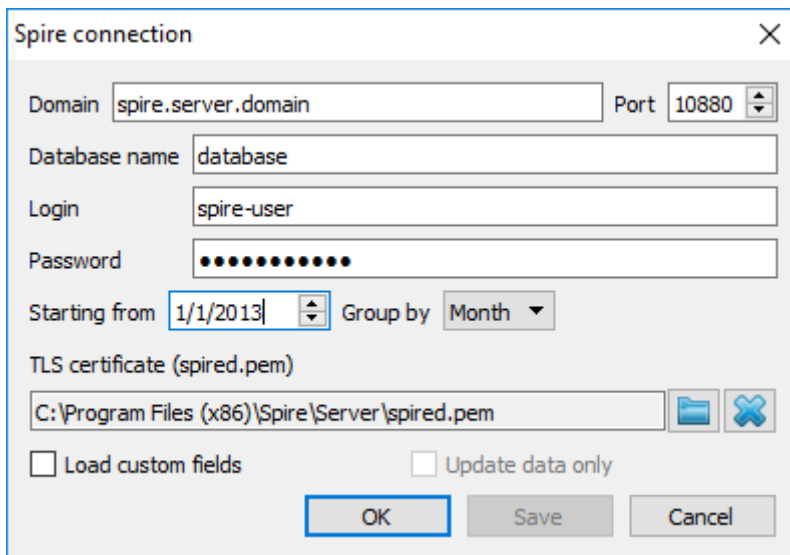 Spire connection
Domain spire.server.domain Port 10880
Database name database
Login spire-user
Password ●●●●●●●●●●●
Starting from 1/1/2013 Group by Month
TLS certificate (spired.pem)
C:\Program Files (x86)\Spire\Server\spired.pem
Load custom fields Update data only
OK Save Cancel